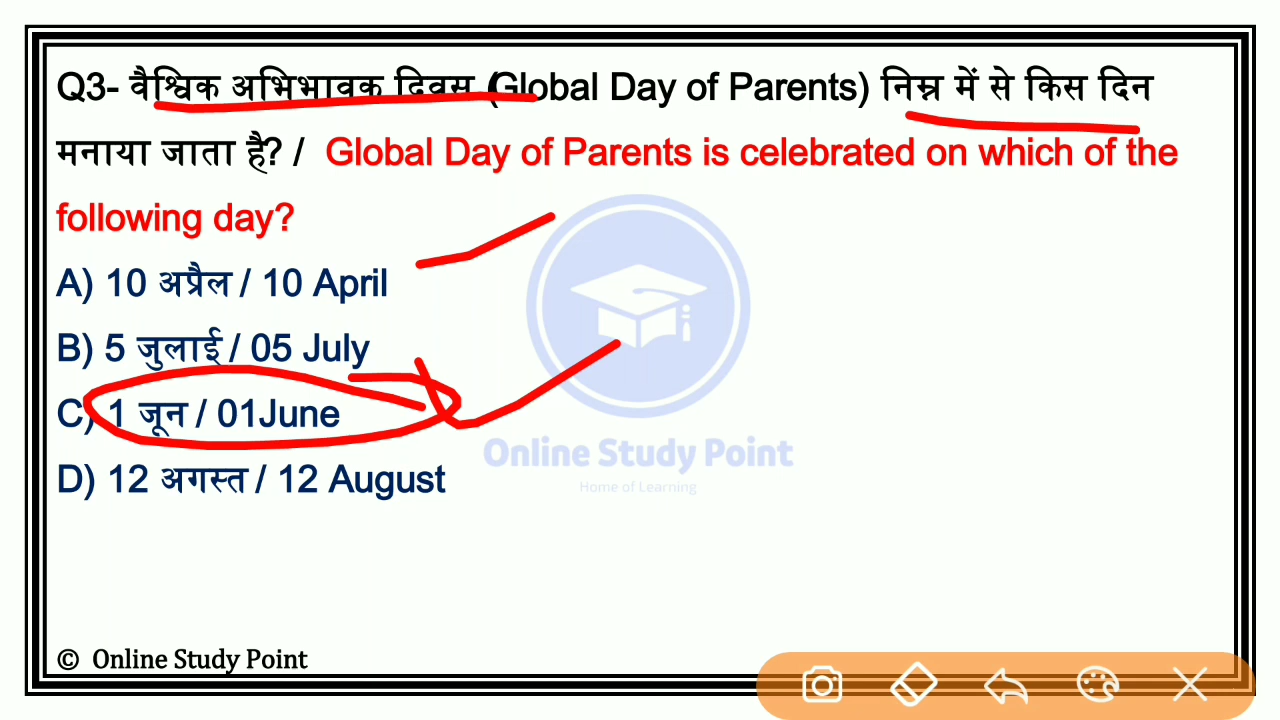 Q3- वैश्विक अभिभावक दिवस (Global Day of Parents) निम्न में से किस दिन
मनाया जाता है? / Global Day of Parents is celebrated on which of the
following day?
A) 10 अप्रैल / 10 April
B) 5 जुलाई / 05 July
C) 1 जून / 01June
D) 12 अगस्त / 12 August
Online Study Point
Home of Learning
© Online Study Point